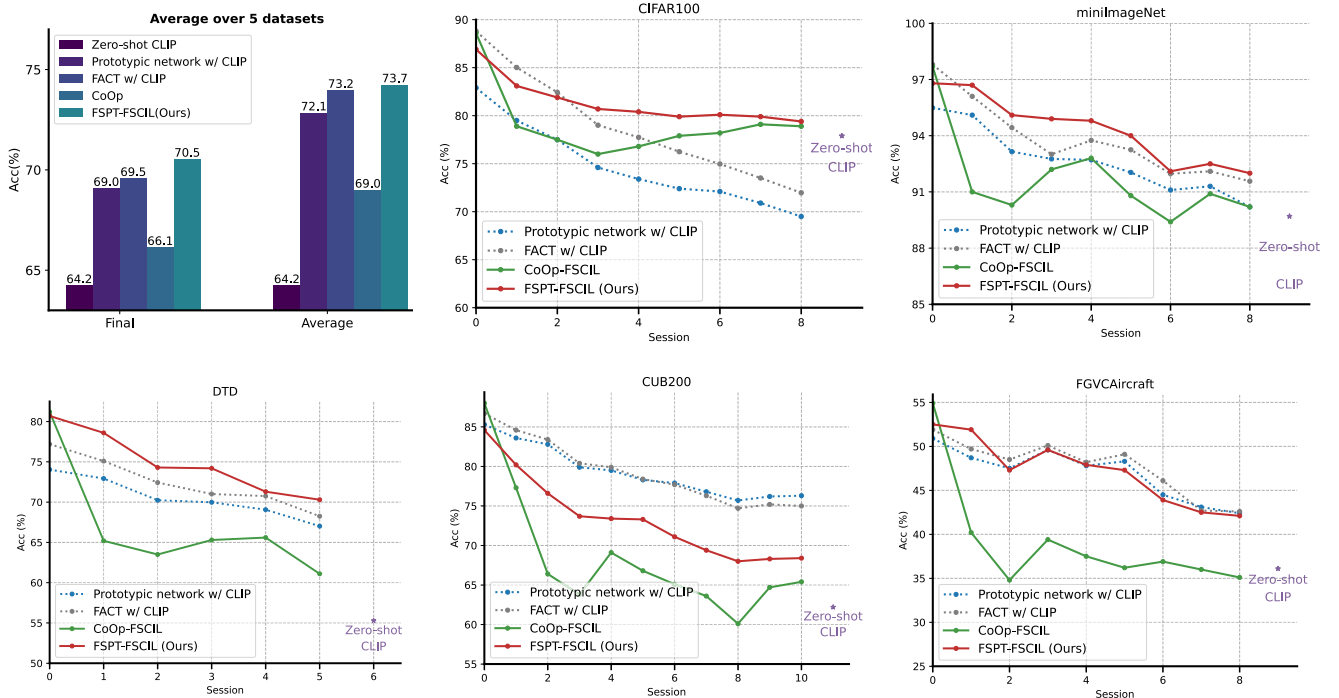 Average over 5 datasets
Acc(%)
75
70
65
Zero-shot CLIP
Prototypic network w/ CLIP
FACT w/ CLIP
CoOp
FSPT-FSCIL(Ours)
64.2
69.0
69.5
66.1
70.5
64.2
72.1
73.2
69.0
73.7
Final
Average
CIFAR100
Acc (%)
90
85
80
75
70
65
60
Zero-shot
CLIP
Prototypic network w/ CLIP
FACT w/ CLIP
CoOp-FSCIL
FSPT-FSCIL (Ours)
0 2 4 6 8
Session
miniImageNet
Acc (%)
100
97
94
91
88
85
Zero-shot
CLIP
Prototypic network w/ CLIP
FACT w/ CLIP
CoOp-FSCIL
FSPT-FSCIL (Ours)
0 2 4 6 8
Session
DTD
Acc (%)
80
75
70
65
60
55
50
Zero-shot
CLIP
Prototypic network w/ CLIP
FACT w/ CLIP
CoOp-FSCIL
FSPT-FSCIL (Ours)
0 1 2 3 4 5 6
Session
CUB200
Acc (%)
85
80
75
70
65
60
55
Zero-shot
CLIP
Prototypic network w/ CLIP
FACT w/ CLIP
CoOp-FSCIL
FSPT-FSCIL (Ours)
0 2 4 6 8 10
Session
FGVCAircraft
Acc (%)
55
50
45
40
35
30
25
Zero-shot
CLIP
Prototypic network w/ CLIP
FACT w/ CLIP
CoOp-FSCIL
FSPT-FSCIL (Ours)
0 2 4 6 8
Session